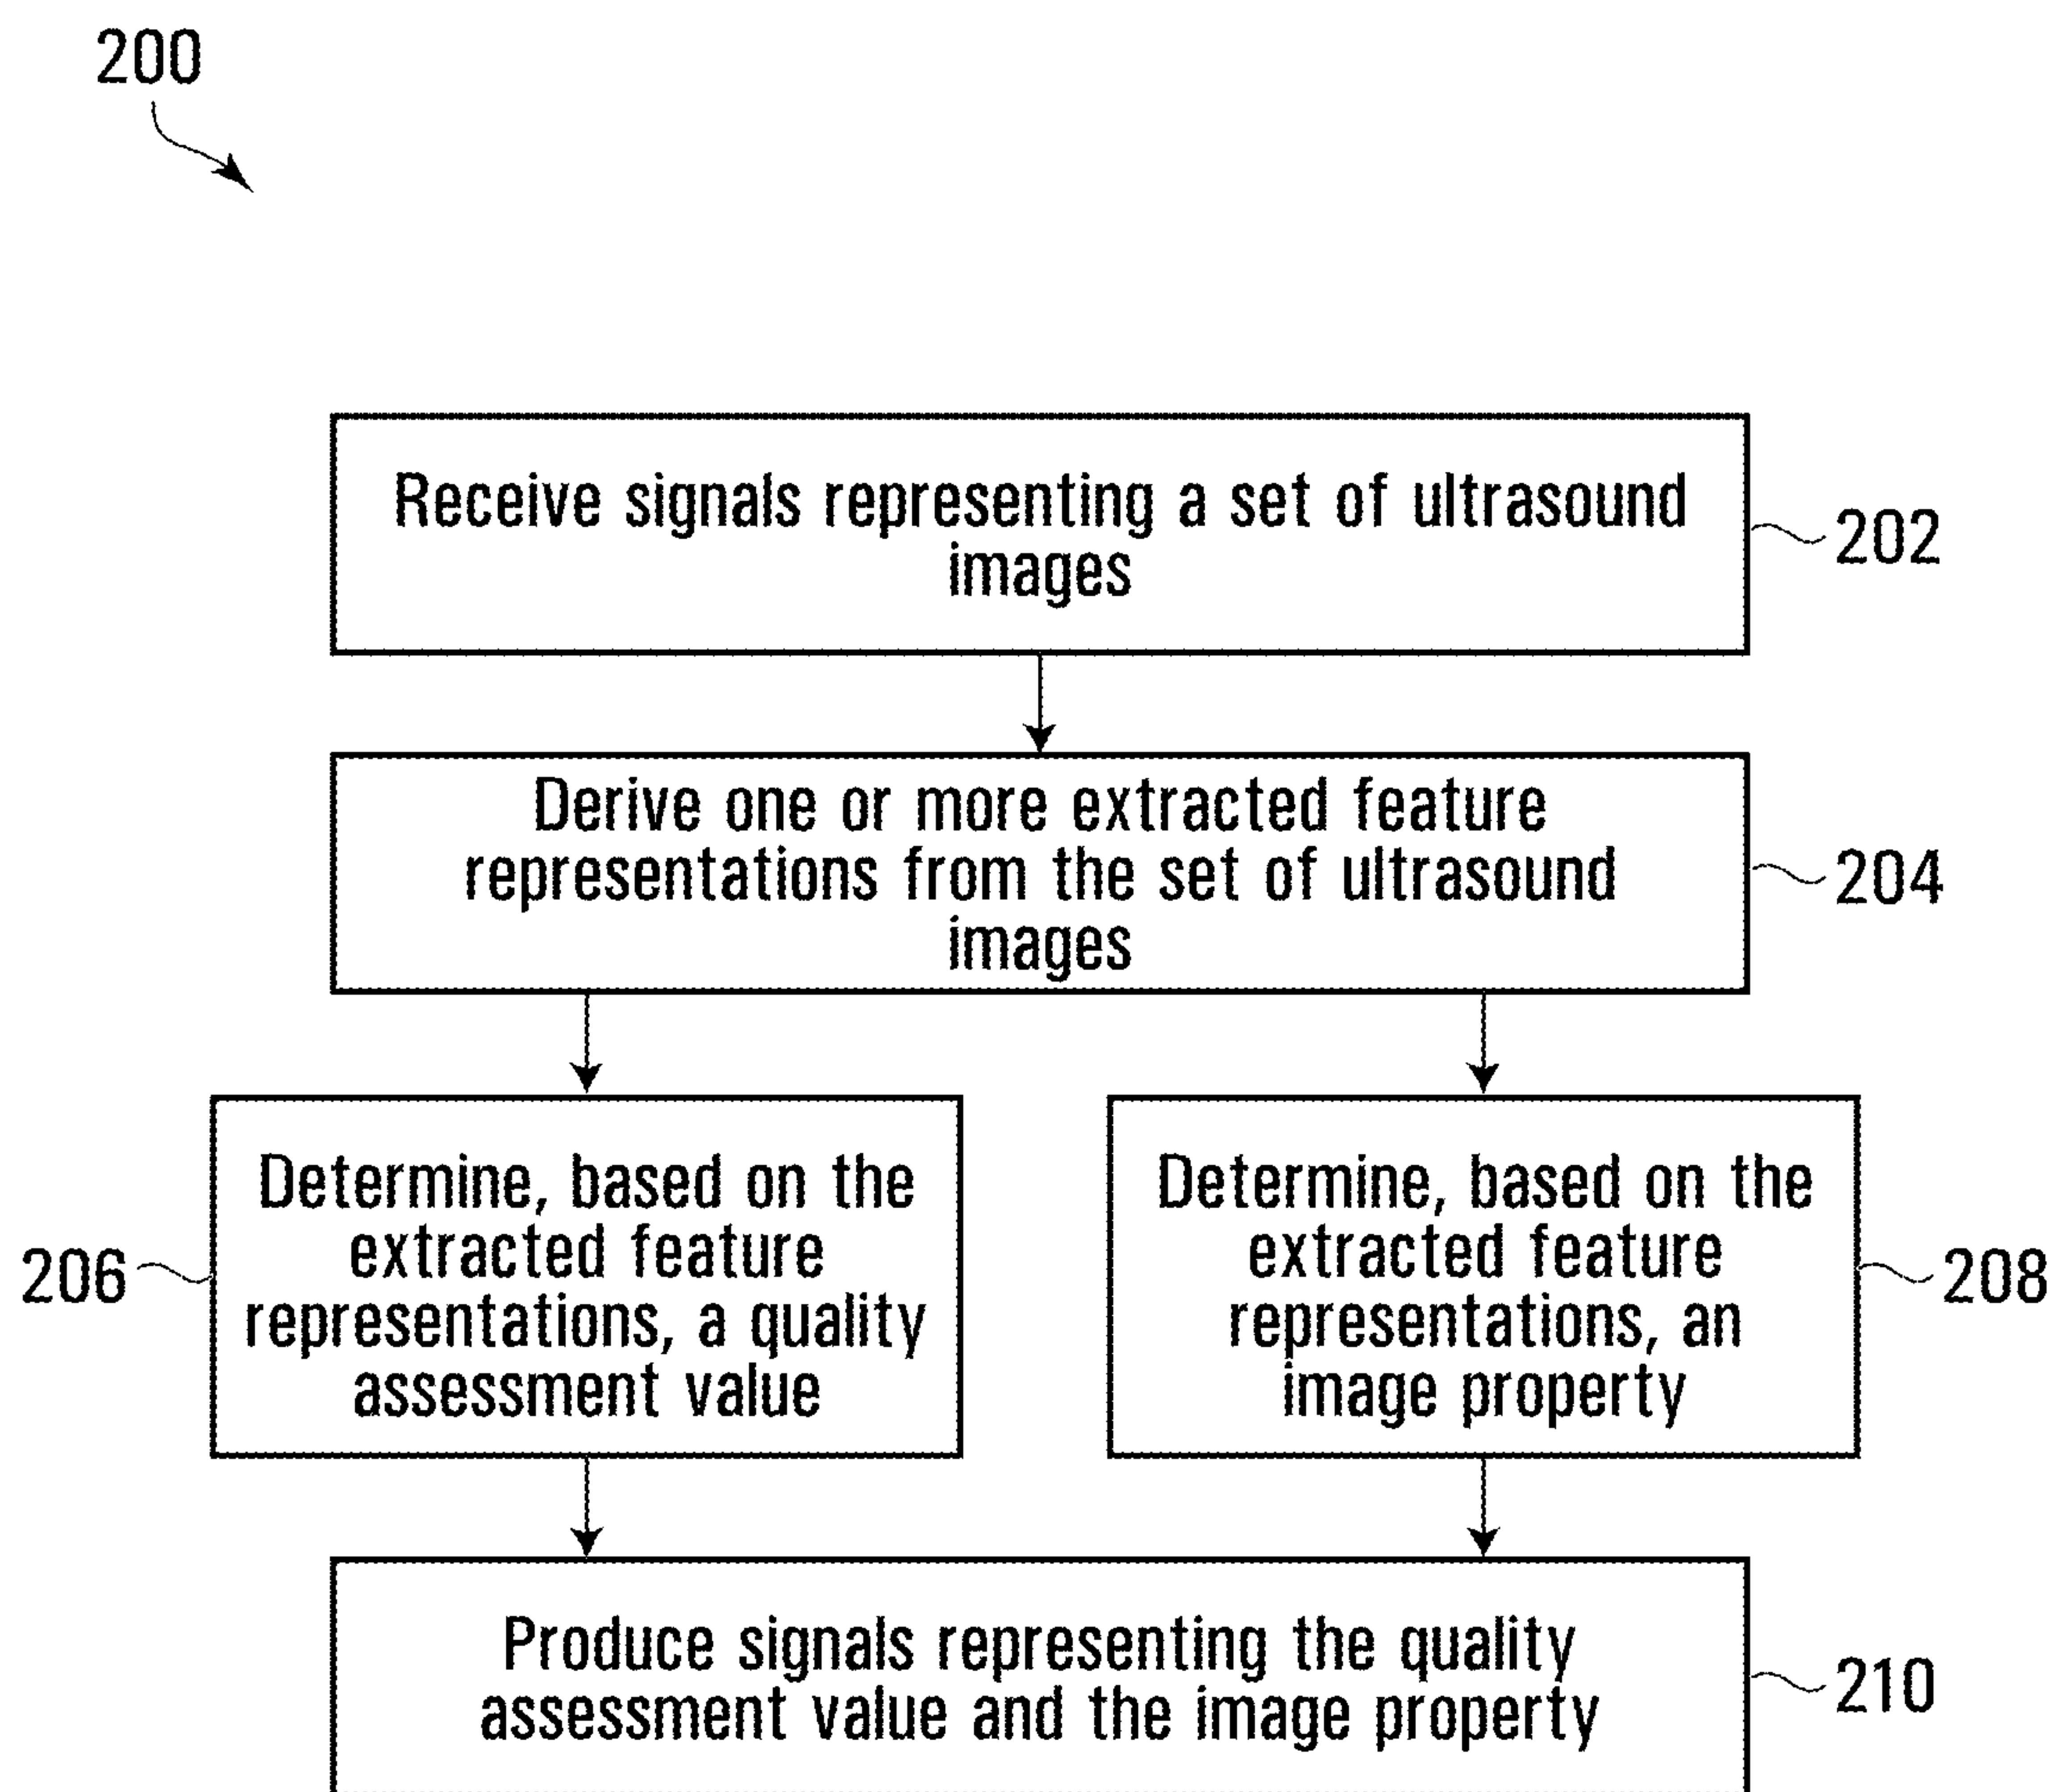 200
Receive signals representing a set of ultrasound
images
202
Derive one or more extracted feature
representations from the set of ultrasound
images
204
Determine, based on the
extracted feature
representations, a quality
assessment value
206
Determine, based on the
extracted feature
representations, an
image property
208
Produce signals representing the quality
assessment value and the image property
210